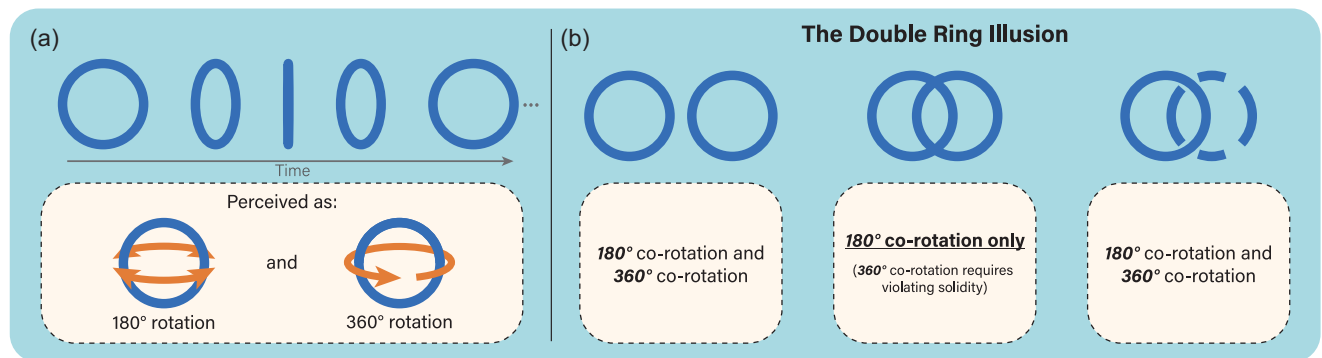 (a)
Time
Perceived as:
and
180° rotation
360° rotation
(b)
The Double Ring Illusion
180° co-rotation and
360° co-rotation
180° co-rotation only
(360° co-rotation requires
violating solidity)
180° co-rotation and
360° co-rotation